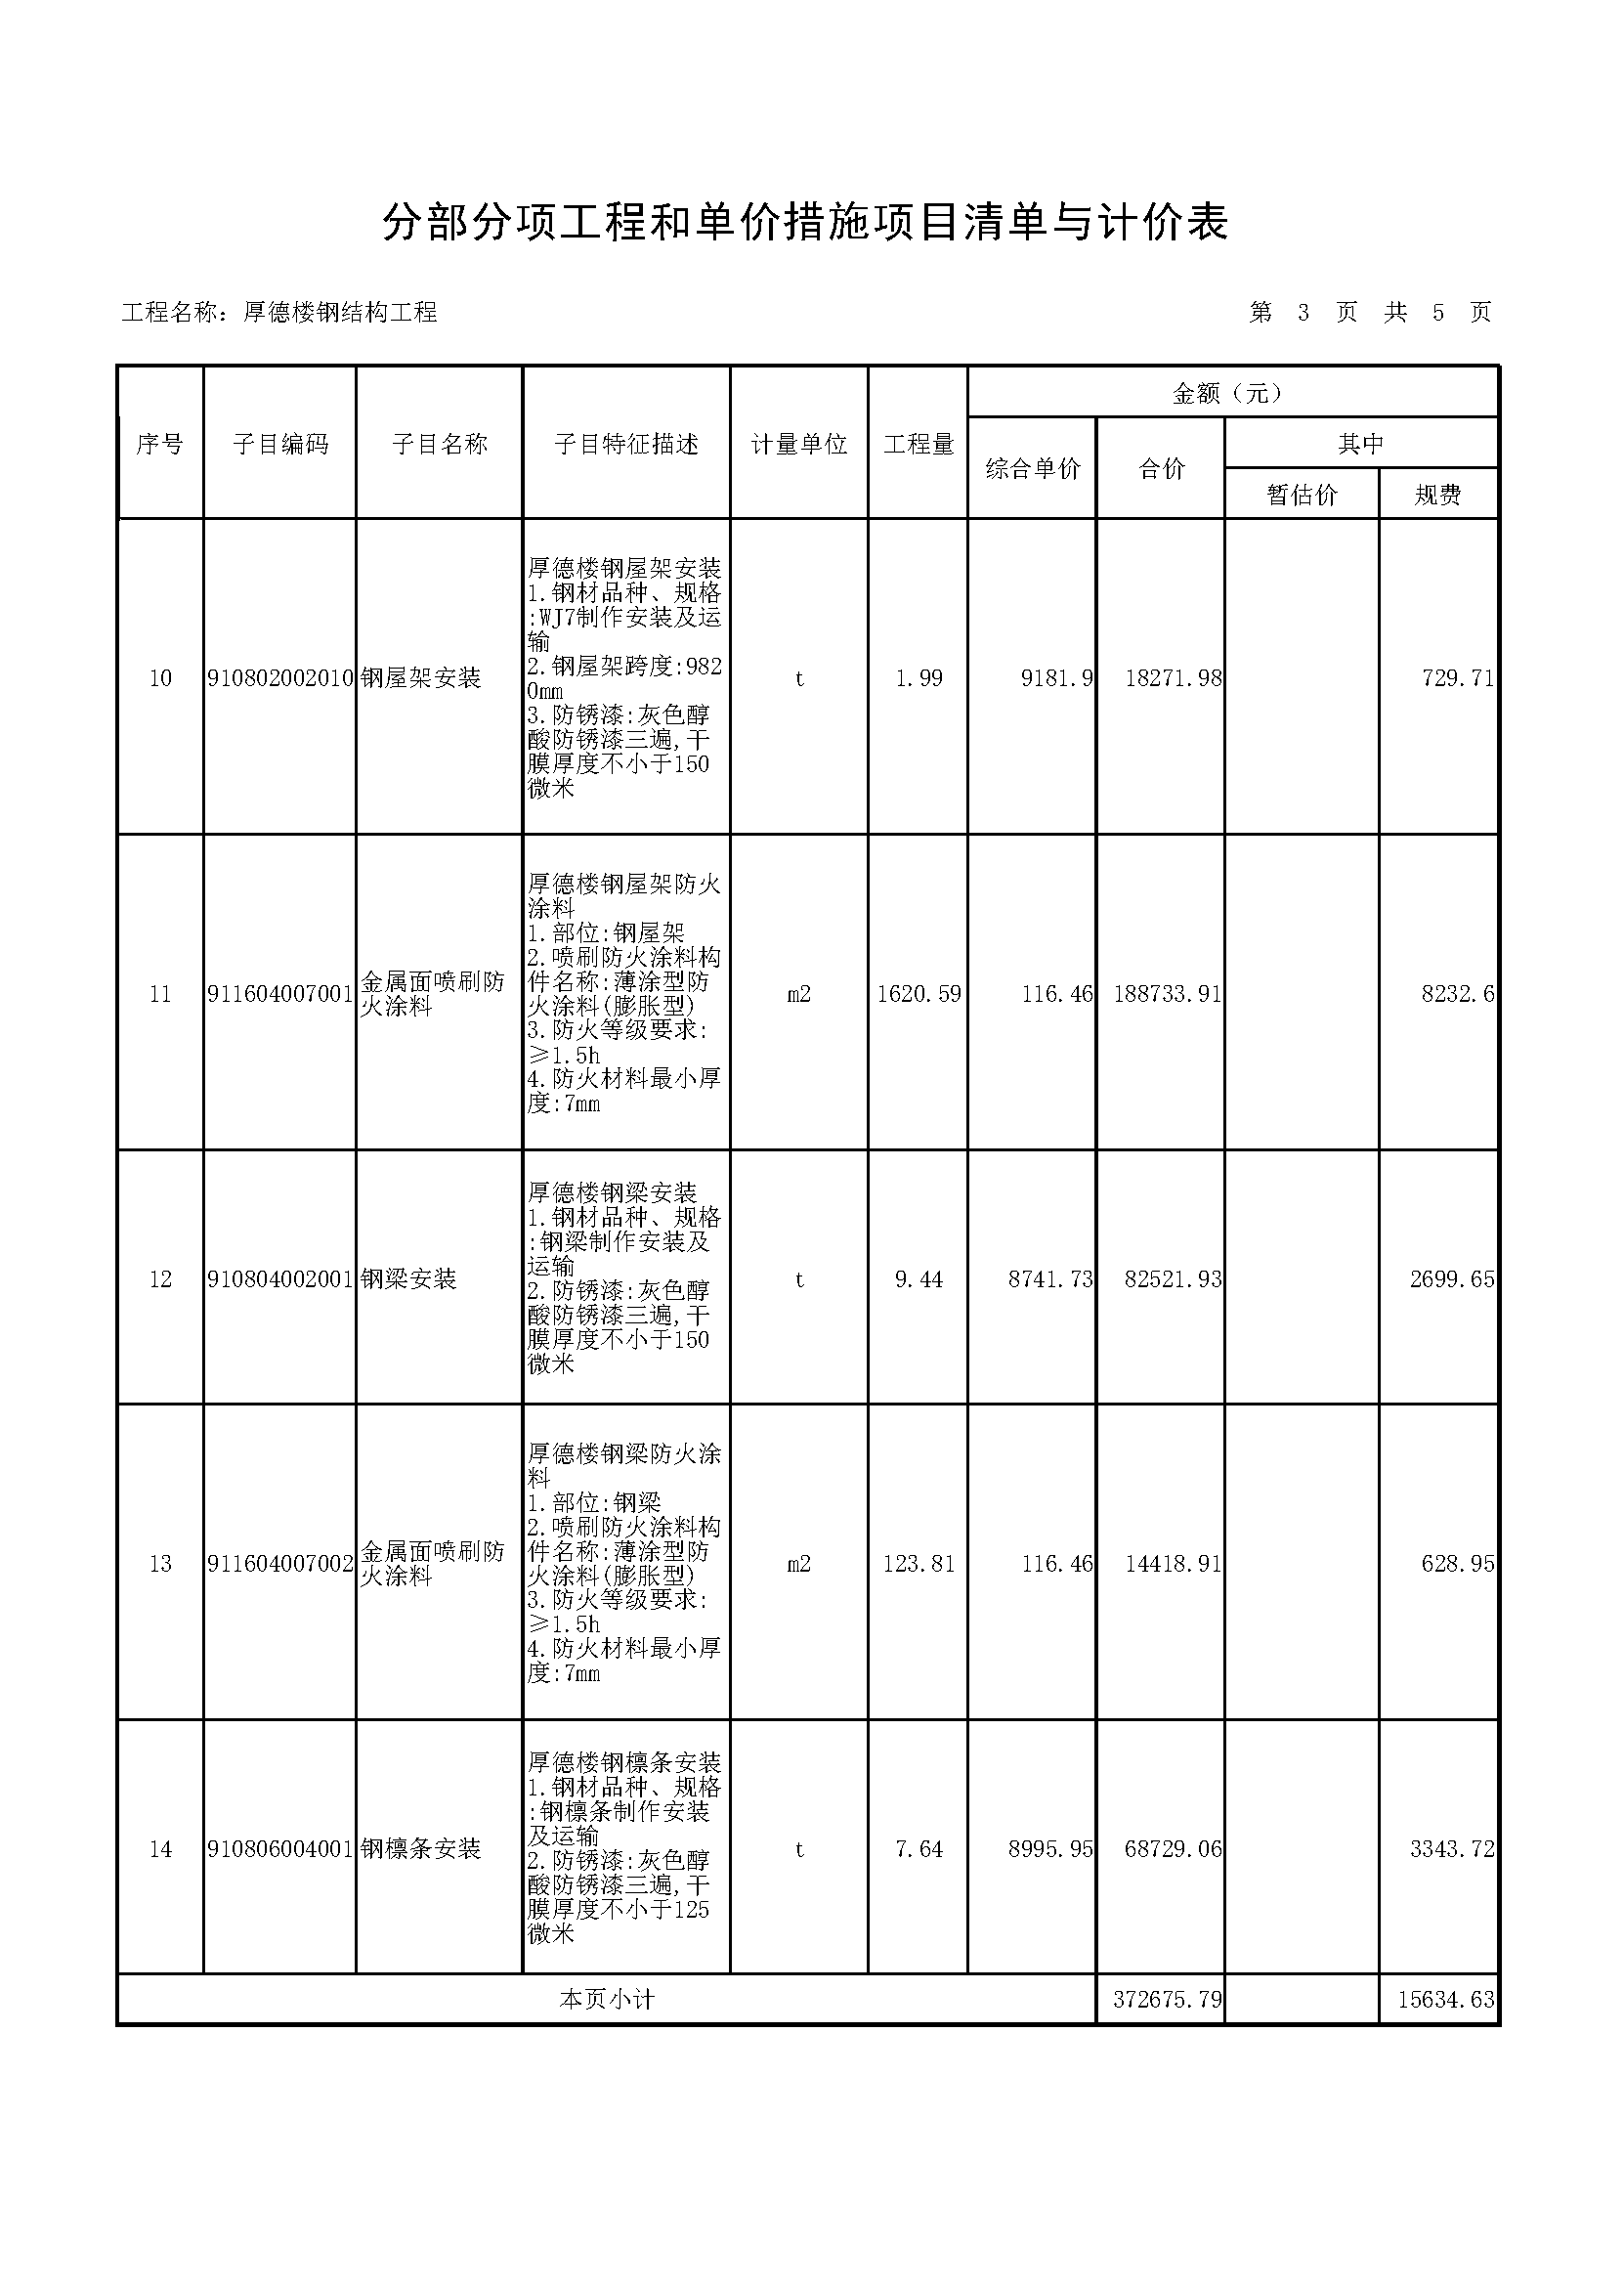 分部分项工程和单价措施项目清单与计价表
工程名称：厚德楼钢结构工程
第 3 页 共 5 页
序号
子目编码
子目名称
子目特征描述
计量单位
工程量
金额（元）
综合单价
合价
其中
暂估价
规费
10
910802002010
钢屋架安装
厚德楼钢屋架安装
1.钢材品种、规格
:WJ7制作安装及运
输
2.钢屋架跨度:982
0mm
3.防锈漆:灰色醇
酸防锈漆三遍,干
膜厚度不小于150
微米
t
1.99
9181.9
18271.98
729.71
11
911604007001
金属面喷刷防
火涂料
厚德楼钢屋架防火
涂料
1.部位:钢屋架
2.喷刷防火涂料构
件名称:薄涂型防
火涂料(膨胀型)
3.防火等级要求:
≥1.5h
4.防火材料最小厚
度:7mm
m2
1620.59
116.46
188733.91
8232.6
12
910804002001
钢梁安装
厚德楼钢梁安装
1.钢材品种、规格
:钢梁制作安装及
运输
2.防锈漆:灰色醇
酸防锈漆三遍,干
膜厚度不小于150
微米
t
9.44
8741.73
82521.93
2699.65
13
911604007002
金属面喷刷防
火涂料
厚德楼钢梁防火涂
料
1.部位:钢梁
2.喷刷防火涂料构
件名称:薄涂型防
火涂料(膨胀型)
3.防火等级要求:
≥1.5h
4.防火材料最小厚
度:7mm
m2
123.81
116.46
14418.91
628.95
14
910806004001
钢檩条安装
厚德楼钢檩条安装
1.钢材品种、规格
:钢檩条制作安装
及运输
2.防锈漆:灰色醇
酸防锈漆三遍,干
膜厚度不小于125
微米
t
7.64
8995.95
68729.06
3343.72
本页小计
372675.79
15634.63